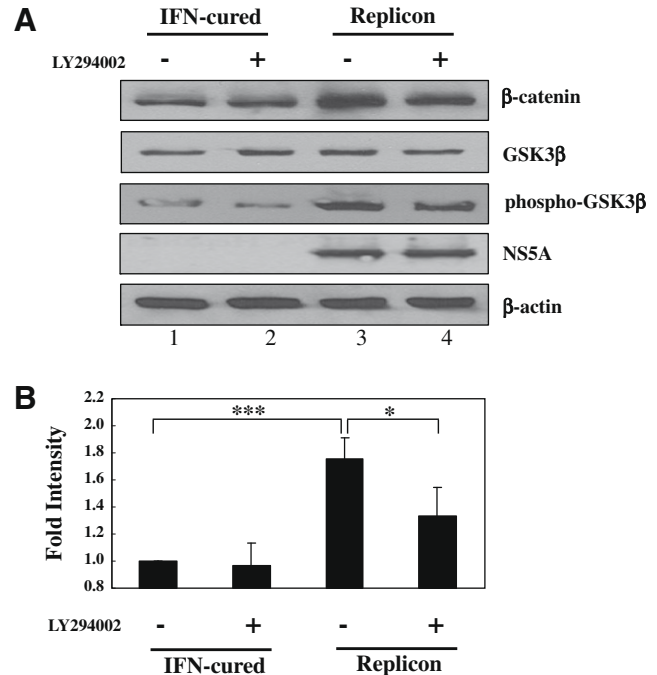 A
IFN-cured Replicon
LY294002 - + - +
β-catenin
GSK3β
phospho-GSK3β
NS5A
β-actin
1 2 3 4
B
Fold Intensity
2.2
2.0
1.8
1.6
1.4
1.2
1.0
0.8
*** *
LY294002 - + - +
IFN-cured Replicon